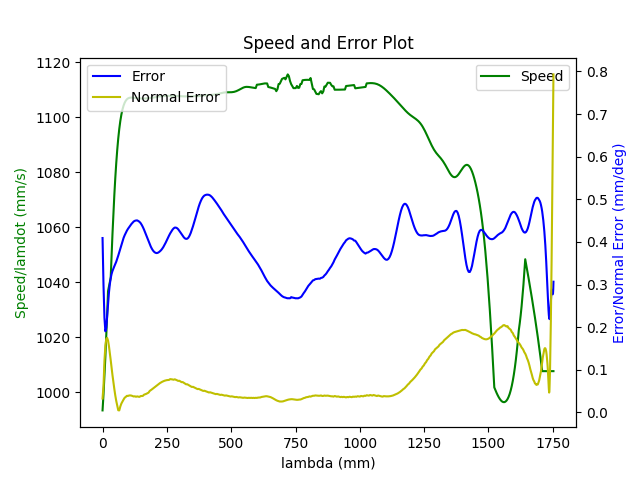 Speed and Error Plot
Error
Normal Error
Speed
1120
1100
1080
1060
1040
1020
1000
0.8
0.7
0.6
0.5
0.4
0.3
0.2
0.1
0.0
Speed/lamdot (mm/s)
Error/Normal Error (mm/deg)
0 250 500 750 1000 1250 1500 1750
lambda (mm)